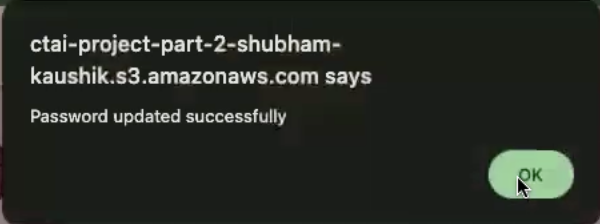 ctai-project-part-2-shubham-
kaushik.s3.amazonaws.com says
Password updated successfully
OK